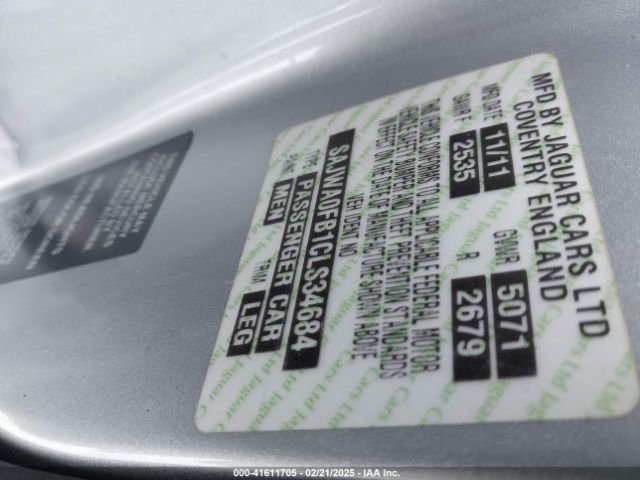 MFD BY JAGUAR CARS LTD
COVENTRY ENGLAND
MFD DATE 11/11 GVWR 5071
GAWR F 2535 R 2679
THIS VEHICLE CONFORMS TO ALL APPLICABLE FEDERAL MOTOR
VEHICLE SAFETY, BUMPER AND THEFT PREVENTION STANDARDS
IN EFFECT ON THE DATE OF MANUFACTURE SHOWN ABOVE
VEH IDENT NO
SAJWA0FB1CLS34684
TYPE PASSENGER CAR
PAINT MEN TRIM LEG
000-41611705 - 02/21/2025 - IAA Inc.